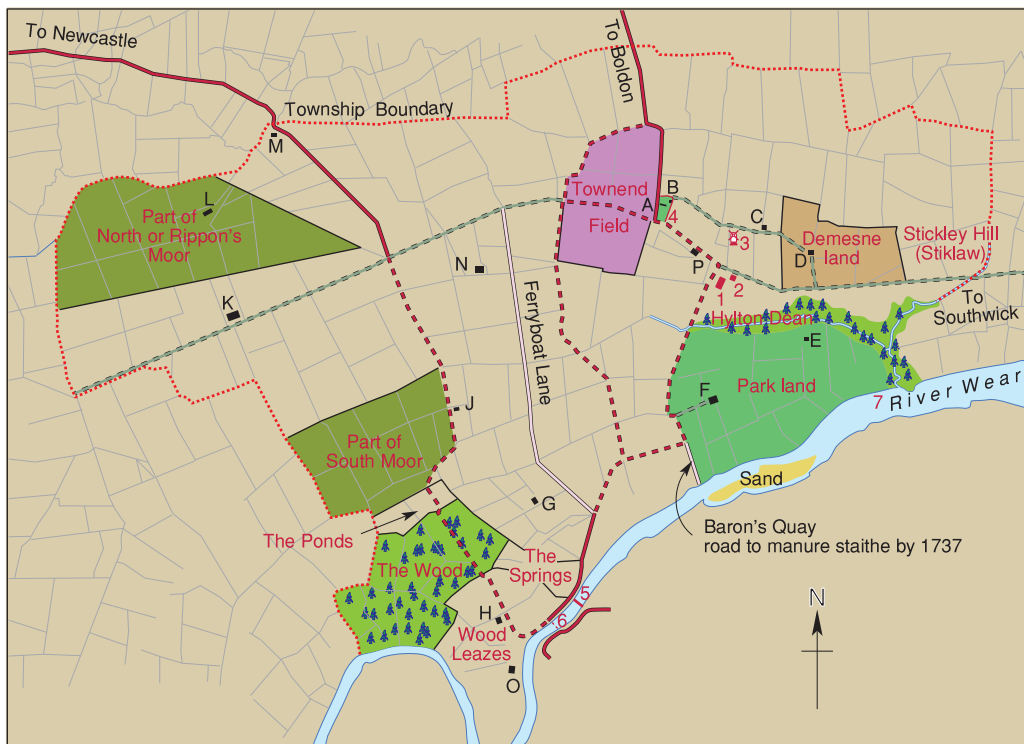 To Newcastle
To Boldon
Township Boundary
M
L
Part of
North or Rippon's
Moor
Townend
Field
A
B
4
3
C
D
Demesne
land
Stickley Hill
(Stiklaw)
P
N
K
1
2
Ferryboat Lane
Hylton Dean
To
Southwick
E
Park land
F
7
River Wear
J
Part of
South Moor
Sand
G
Baron's Quay
road to manure staithe by 1737
The Ponds
The
Springs
The Wood
5
6
H
Wood
Leazes
O
N